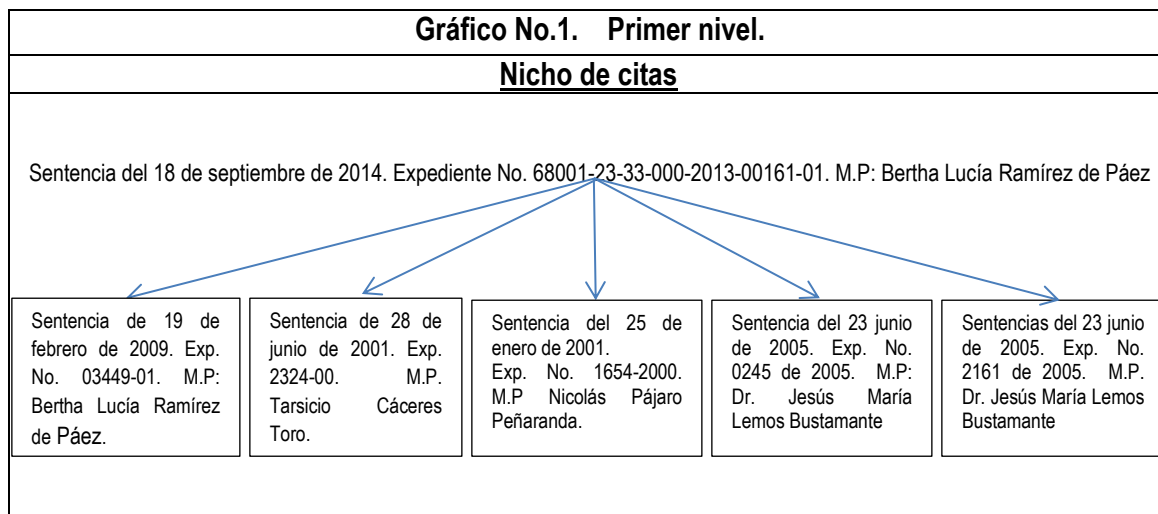 Gráfico No.1. Primer nivel.
Nicho de citas
Sentencia del 18 de septiembre de 2014. Expediente No. 68001-23-33-000-2013-00161-01. M.P: Bertha Lucía Ramírez de Páez
Sentencia de 19 de
febrero de 2009. Exp.
No. 03449-01. M.P:
Bertha Lucía Ramírez
de Páez.
Sentencia de 28 de
junio de 2001. Exp.
2324-00. M.P.
Tarsicio Cáceres
Toro.
Sentencia del 25 de
enero de 2001.
Exp. No. 1654-2000.
M.P Nicolás Pájaro
Peñaranda.
Sentencia del 23 junio
de 2005. Exp. No.
0245 de 2005. M.P:
Dr. Jesús María
Lemos Bustamante
Sentencias del 23 junio
de 2005. Exp. No.
2161 de 2005. M.P.
Dr. Jesús María Lemos
Bustamante